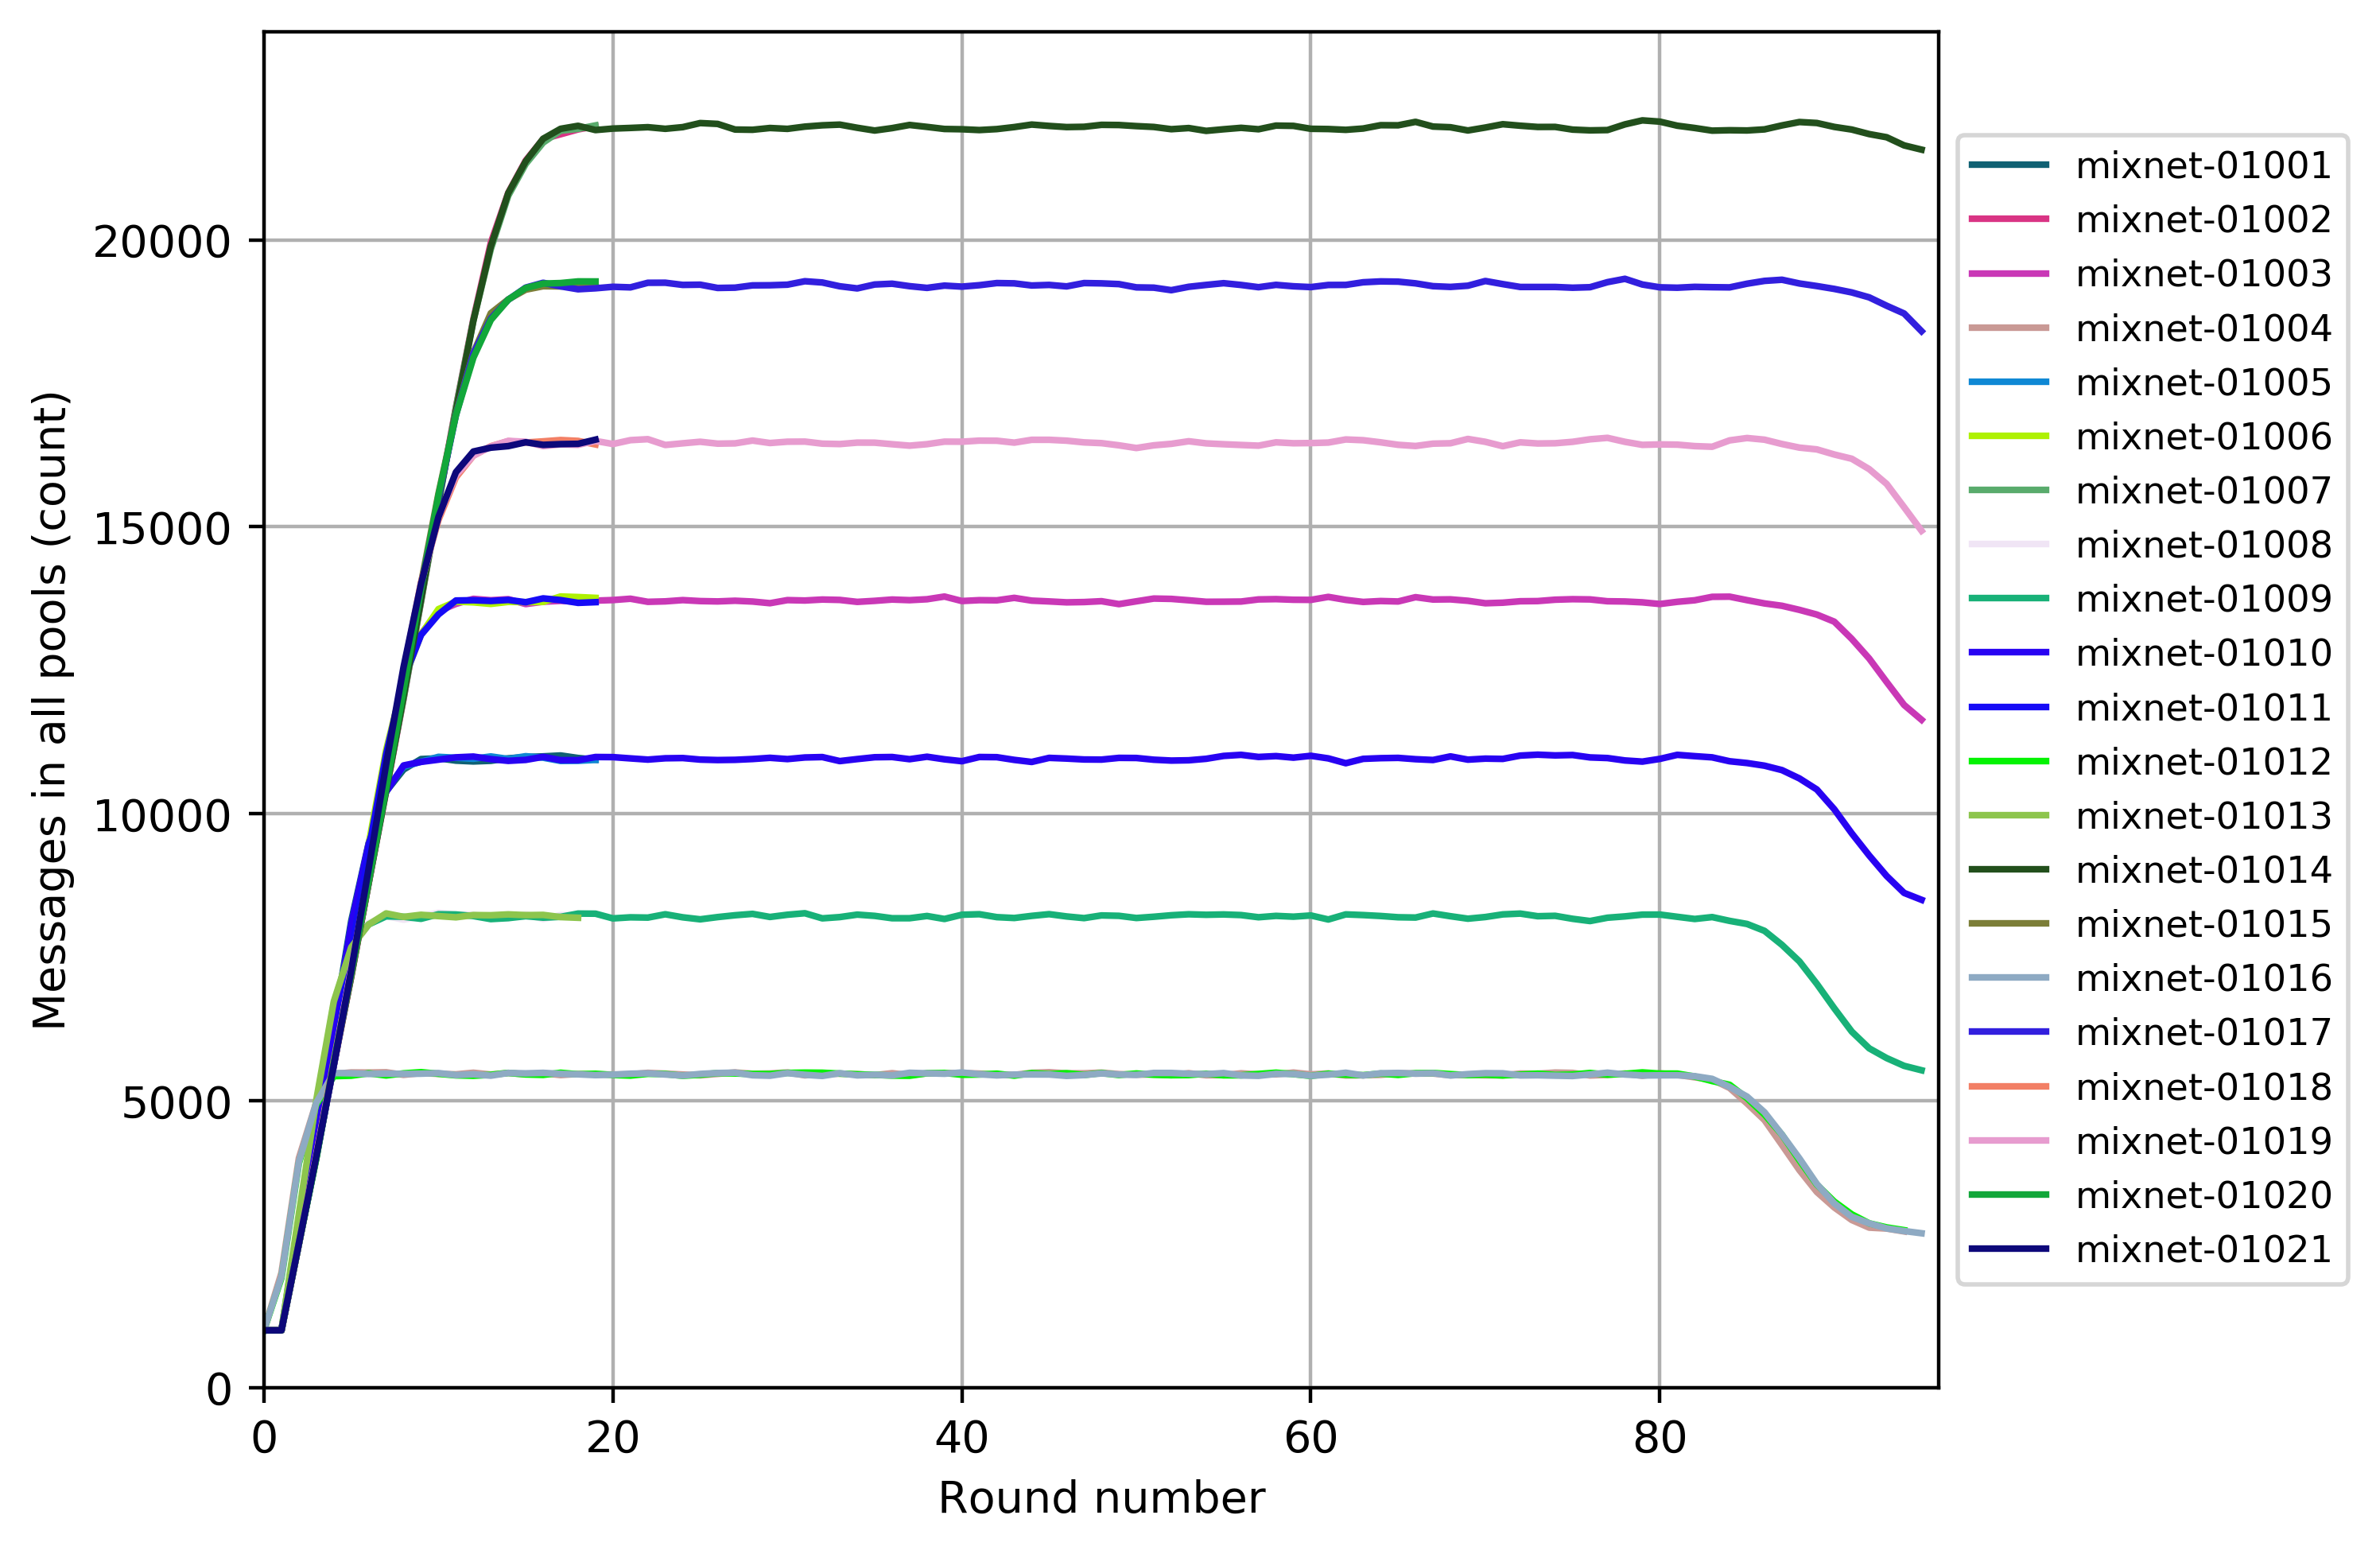 Messages in all pools (count)
20000
15000
10000
5000
0
0 20 40 60 80
Round number
mixnet-01001
mixnet-01002
mixnet-01003
mixnet-01004
mixnet-01005
mixnet-01006
mixnet-01007
mixnet-01008
mixnet-01009
mixnet-01010
mixnet-01011
mixnet-01012
mixnet-01013
mixnet-01014
mixnet-01015
mixnet-01016
mixnet-01017
mixnet-01018
mixnet-01019
mixnet-01020
mixnet-01021